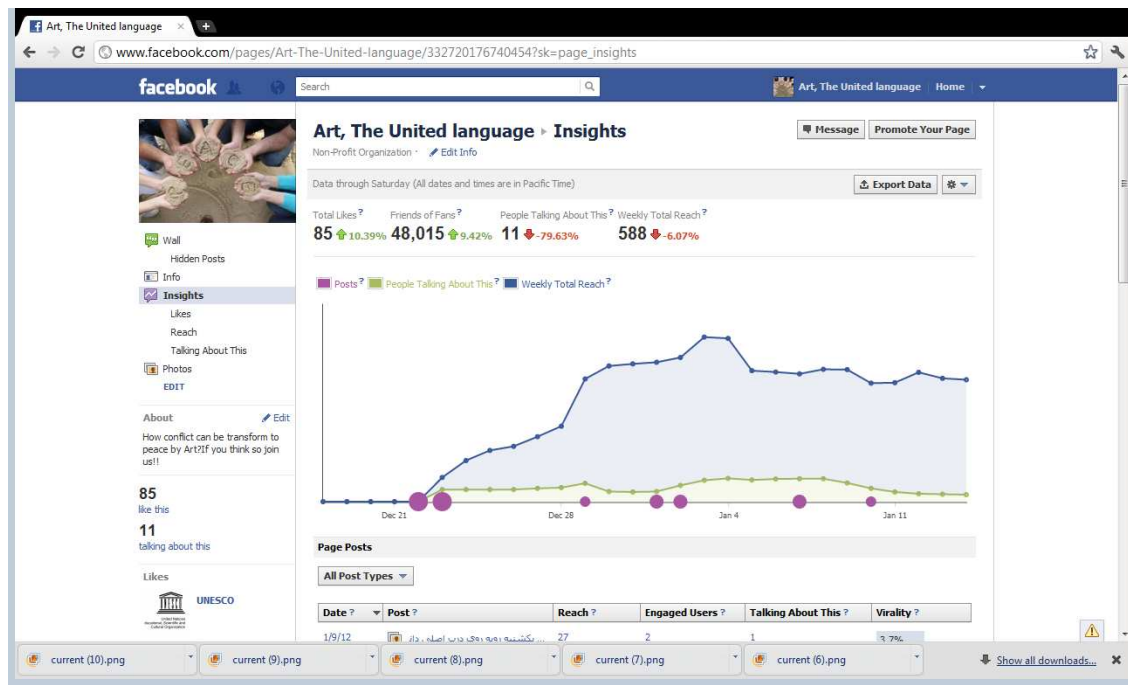 Art, The United language
www.facebook.com/pages/Art-The-United-language/332720176740454?sk=page_insights
facebook Search Art, The United language Home
Art, The United language Insights
Message Promote Your Page
Non-Profit Organization · Edit Info
Data through Saturday (All dates and times are in Pacific Time) Export Data
Total Likes? Friends of Fans? People Talking About This? Weekly Total Reach?
85 10.39% 48,015 9.42% 11 -79.63% 588 -6.07%
Posts? People Talking About This? Weekly Total Reach?
Dec 21 Dec 28 Jan 4 Jan 11
Wall
Hidden Posts
Info
Insights
Likes
Reach
Talking About This
Photos
EDIT
About Edit
How conflict can be transform to
peace by Art?If you think so join
us!!
85
like this
11
talking about this
Likes
UNESCO
Page Posts
All Post Types
Date? Post? Reach? Engaged Users? Talking About This? Virality?
1/9/12 یکشنبه روبه روی درب اصلی ... 27 2 1 3.7%
current (10).png current (9).png current (8).png current (7).png current (6).png Show all downloads...